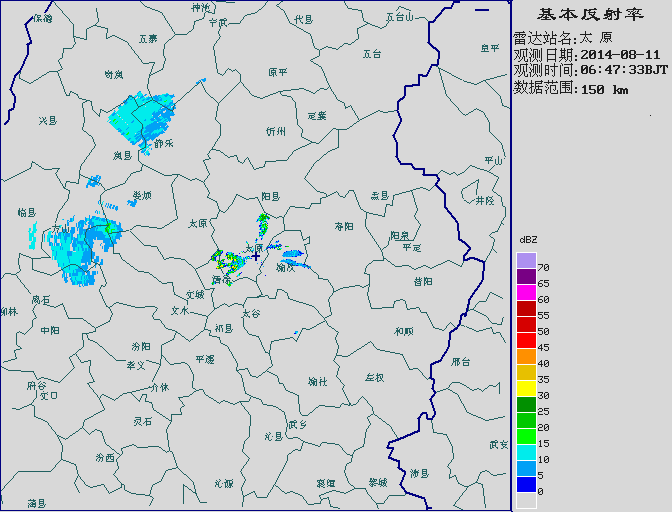 基本反射率
雷达站名:太 原
观测日期:2014-08-11
观测时间:06:47:33BJT
数据范围:150 km
dBZ
70
65
60
55
50
45
40
35
30
25
20
15
10
5
0
神池
代县
五台山
保德
宁武
五寨
五台
阜平
岢岚
原平
兴县
定襄
忻州
静乐
岚县
平山
娄烦
阳县
盂县
井陉
临县
太原
寿阳
阳泉
方山
平定
太原
榆次
清徐
昔阳
文城
离石
柳林
文水
太谷
祁县
中阳
和顺
汾阳
平遥
邢台
孝义
榆社
左权
介休
交口
灵石
武乡
沁县
武安
汾西
沁源
襄垣
黎城
涉县
蒲县